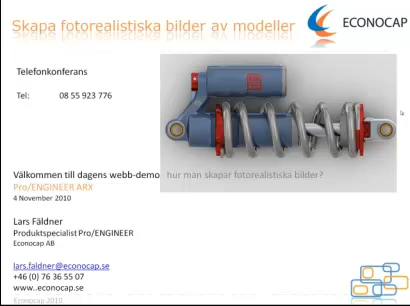 Skapa fotorealistiska bilder av modeller
ECONOCAP
Telefonkonferans
Tel: 08 55 923 776
Välkommen till dagens webb-demo hur man skapar fotorealistiska bilder?
Pro/ENGINEER ARX
4 November 2010
Lars Fäldner
Produktspecialist Pro/ENGINEER
Econocap AB
lars.faldner@econocap.se
+46 (0) 76 36 55 07
www..econocap.se
Econocap 2010